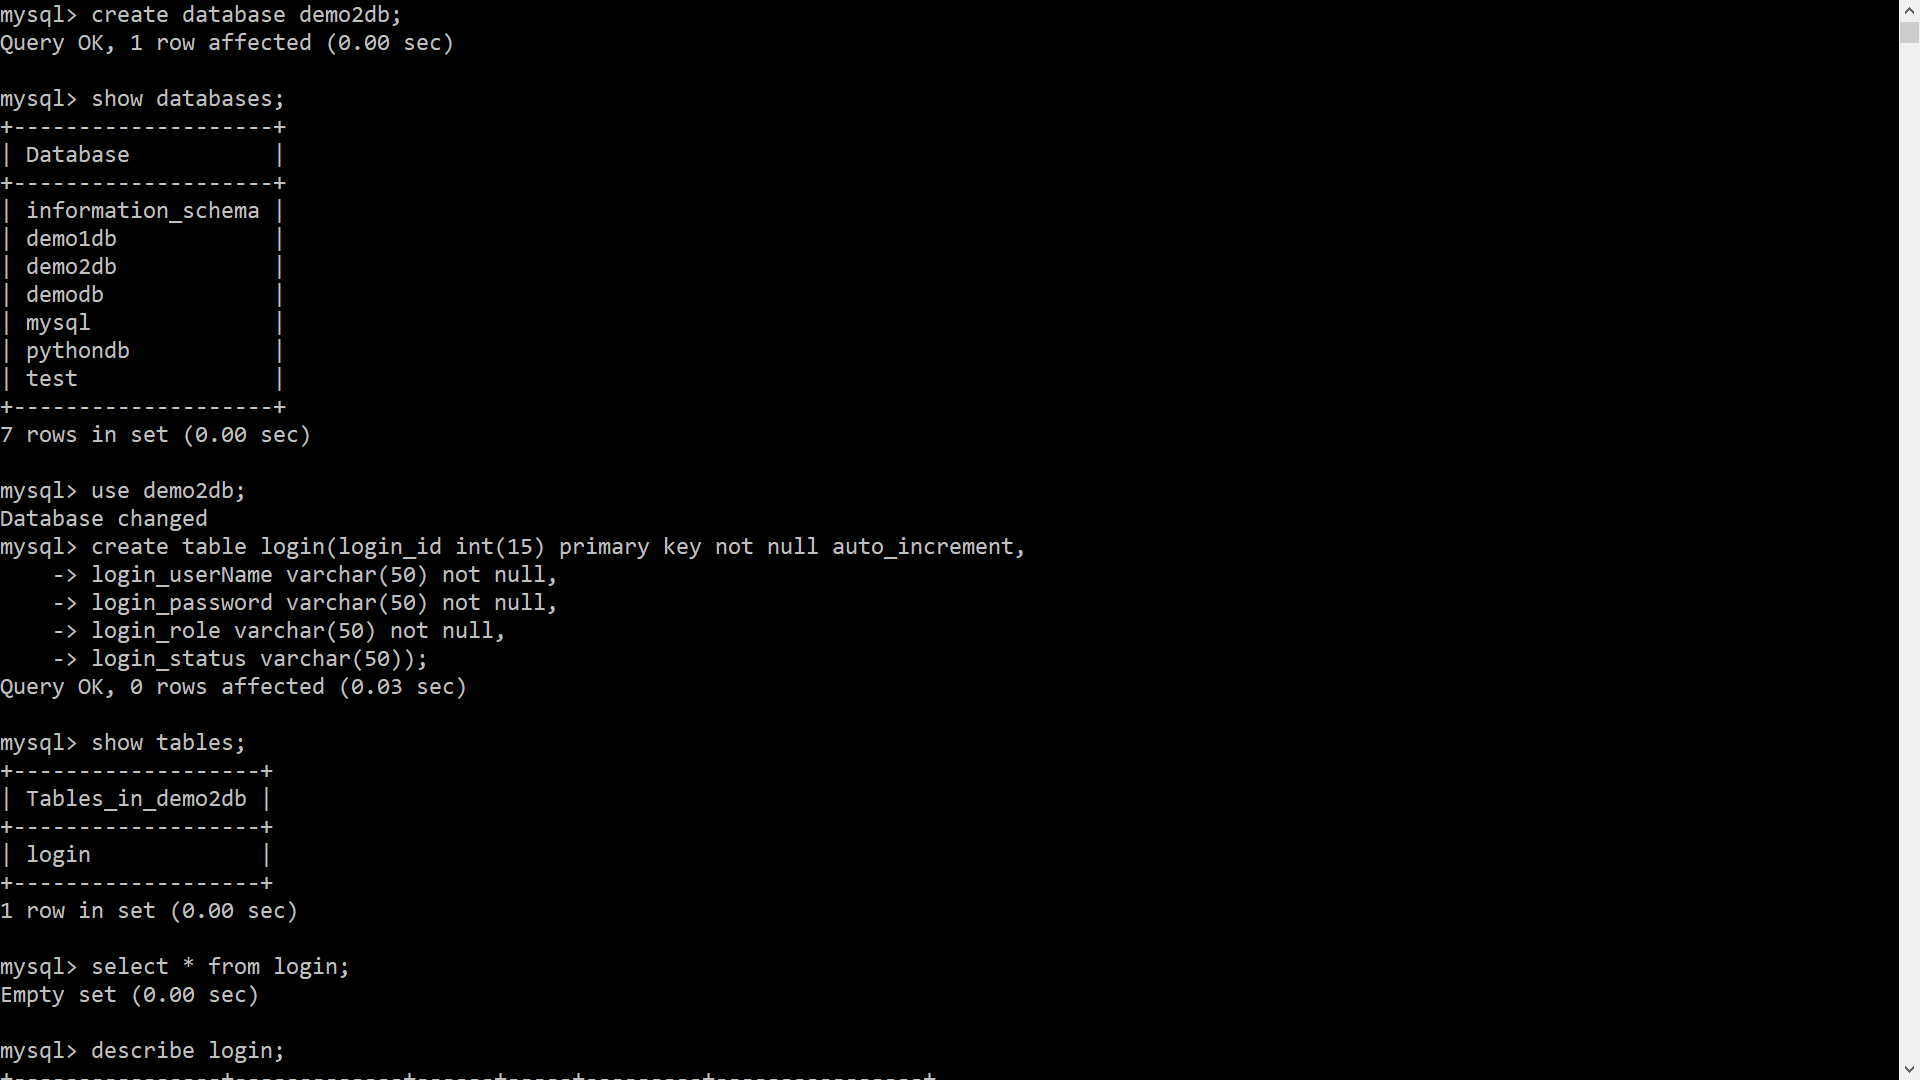 mysql> create database demo2db;
Query OK, 1 row affected (0.00 sec)

mysql> show databases;
+--------------------+
| Database           |
+--------------------+
| information_schema |
| demo1db            |
| demo2db            |
| demodb             |
| mysql              |
| pythondb           |
| test               |
+--------------------+
7 rows in set (0.00 sec)

mysql> use demo2db;
Database changed
mysql> create table login(login_id int(15) primary key not null auto_increment,
    -> login_userName varchar(50) not null,
    -> login_password varchar(50) not null,
    -> login_role varchar(50) not null,
    -> login_status varchar(50));
Query OK, 0 rows affected (0.03 sec)

mysql> show tables;
+-------------------+
| Tables_in_demo2db |
+-------------------+
| login             |
+-------------------+
1 row in set (0.00 sec)

mysql> select * from login;
Empty set (0.00 sec)

mysql> describe login;
+----------------+-------------+------+-----+---------+----------------+